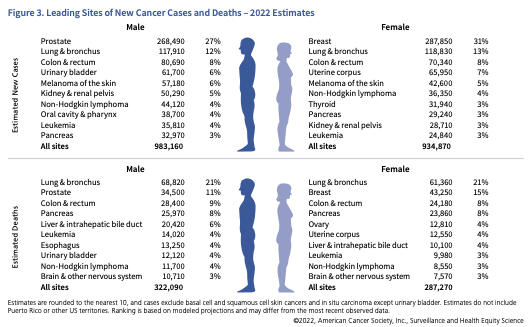 Figure 3. Leading Sites of New Cancer Cases and Deaths – 2022 Estimates
Male Female
Estimated New Cases
Prostate 268,490 27% Breast 287,850 31%
Lung & bronchus 117,910 12% Lung & bronchus 118,830 13%
Colon & rectum 80,690 8% Colon & rectum 70,340 8%
Urinary bladder 61,700 6% Uterine corpus 65,950 7%
Melanoma of the skin 57,180 6% Melanoma of the skin 42,600 5%
Kidney & renal pelvis 50,290 5% Non-Hodgkin lymphoma 36,350 4%
Non-Hodgkin lymphoma 44,120 4% Thyroid 31,940 3%
Oral cavity & pharynx 38,700 4% Pancreas 29,240 3%
Leukemia 35,810 4% Kidney & renal pelvis 28,710 3%
Pancreas 32,970 3% Leukemia 24,840 3%
All sites 983,160 All sites 934,870
Male Female
Estimated Deaths
Lung & bronchus 68,820 21% Lung & bronchus 61,360 21%
Prostate 34,500 11% Breast 43,250 15%
Colon & rectum 28,400 9% Colon & rectum 24,180 8%
Pancreas 25,970 8% Pancreas 23,860 8%
Liver & intrahepatic bile duct 20,420 6% Ovary 12,810 4%
Leukemia 14,020 4% Uterine corpus 12,550 4%
Esophagus 13,250 4% Liver & intrahepatic bile duct 10,100 4%
Urinary bladder 12,120 4% Leukemia 9,980 3%
Non-Hodgkin lymphoma 11,700 4% Non-Hodgkin lymphoma 8,550 3%
Brain & other nervous system 10,710 3% Brain & other nervous system 7,570 3%
All sites 322,090 All sites 287,270
Estimates are rounded to the nearest 10, and cases exclude basal cell and squamous cell skin cancers and in situ carcinoma except urinary bladder. Estimates do not include
Puerto Rico or other US territories. Ranking is based on modeled projections and may differ from the most recent observed data.
©2022, American Cancer Society, Inc., Surveillance and Health Equity Science